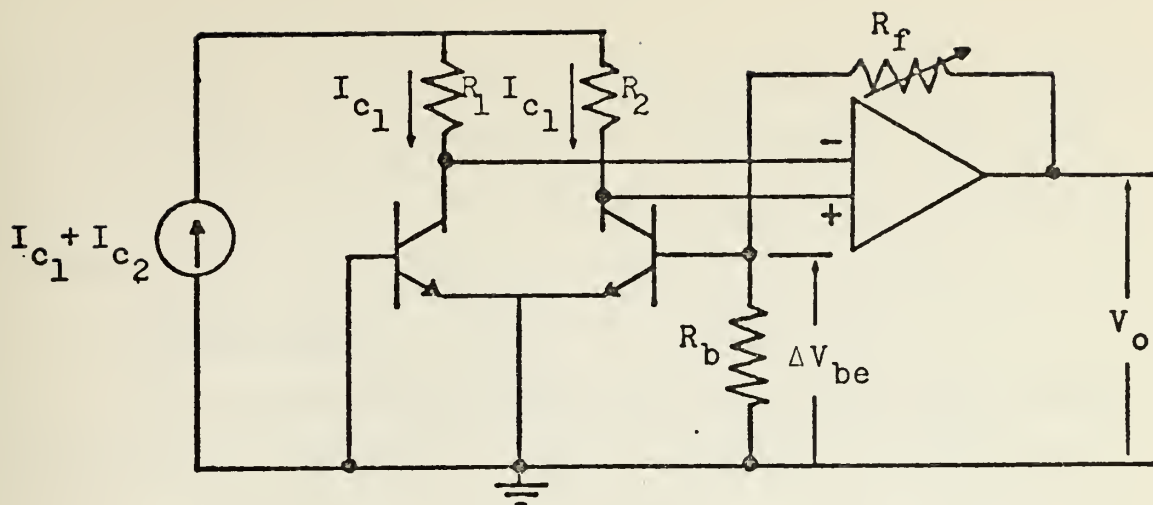 R_f
I_c1
R_1
I_c1
R_2
-
+
I_c1 + I_c2
R_b
ΔV_be
V_o